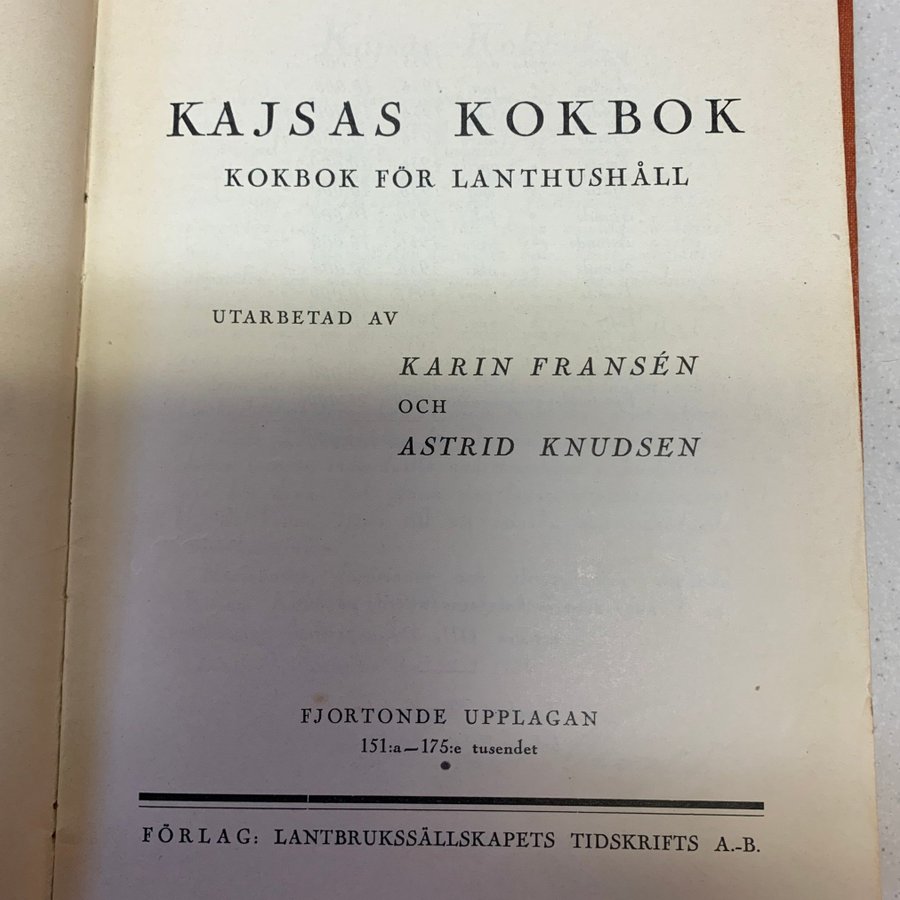 KAJSAS KOKBOK
KOKBOK FÖR LANTHUSHÅLL
UTARBETAD AV
KARIN FRANSÉN
OCH
ASTRID KNUDSEN
FJORTONDE UPPLAGAN
151:a—175:e tusendet
FÖRLAG: LANTBRUKSSÄLLSKAPETS TIDSKRIFTS A.-B.